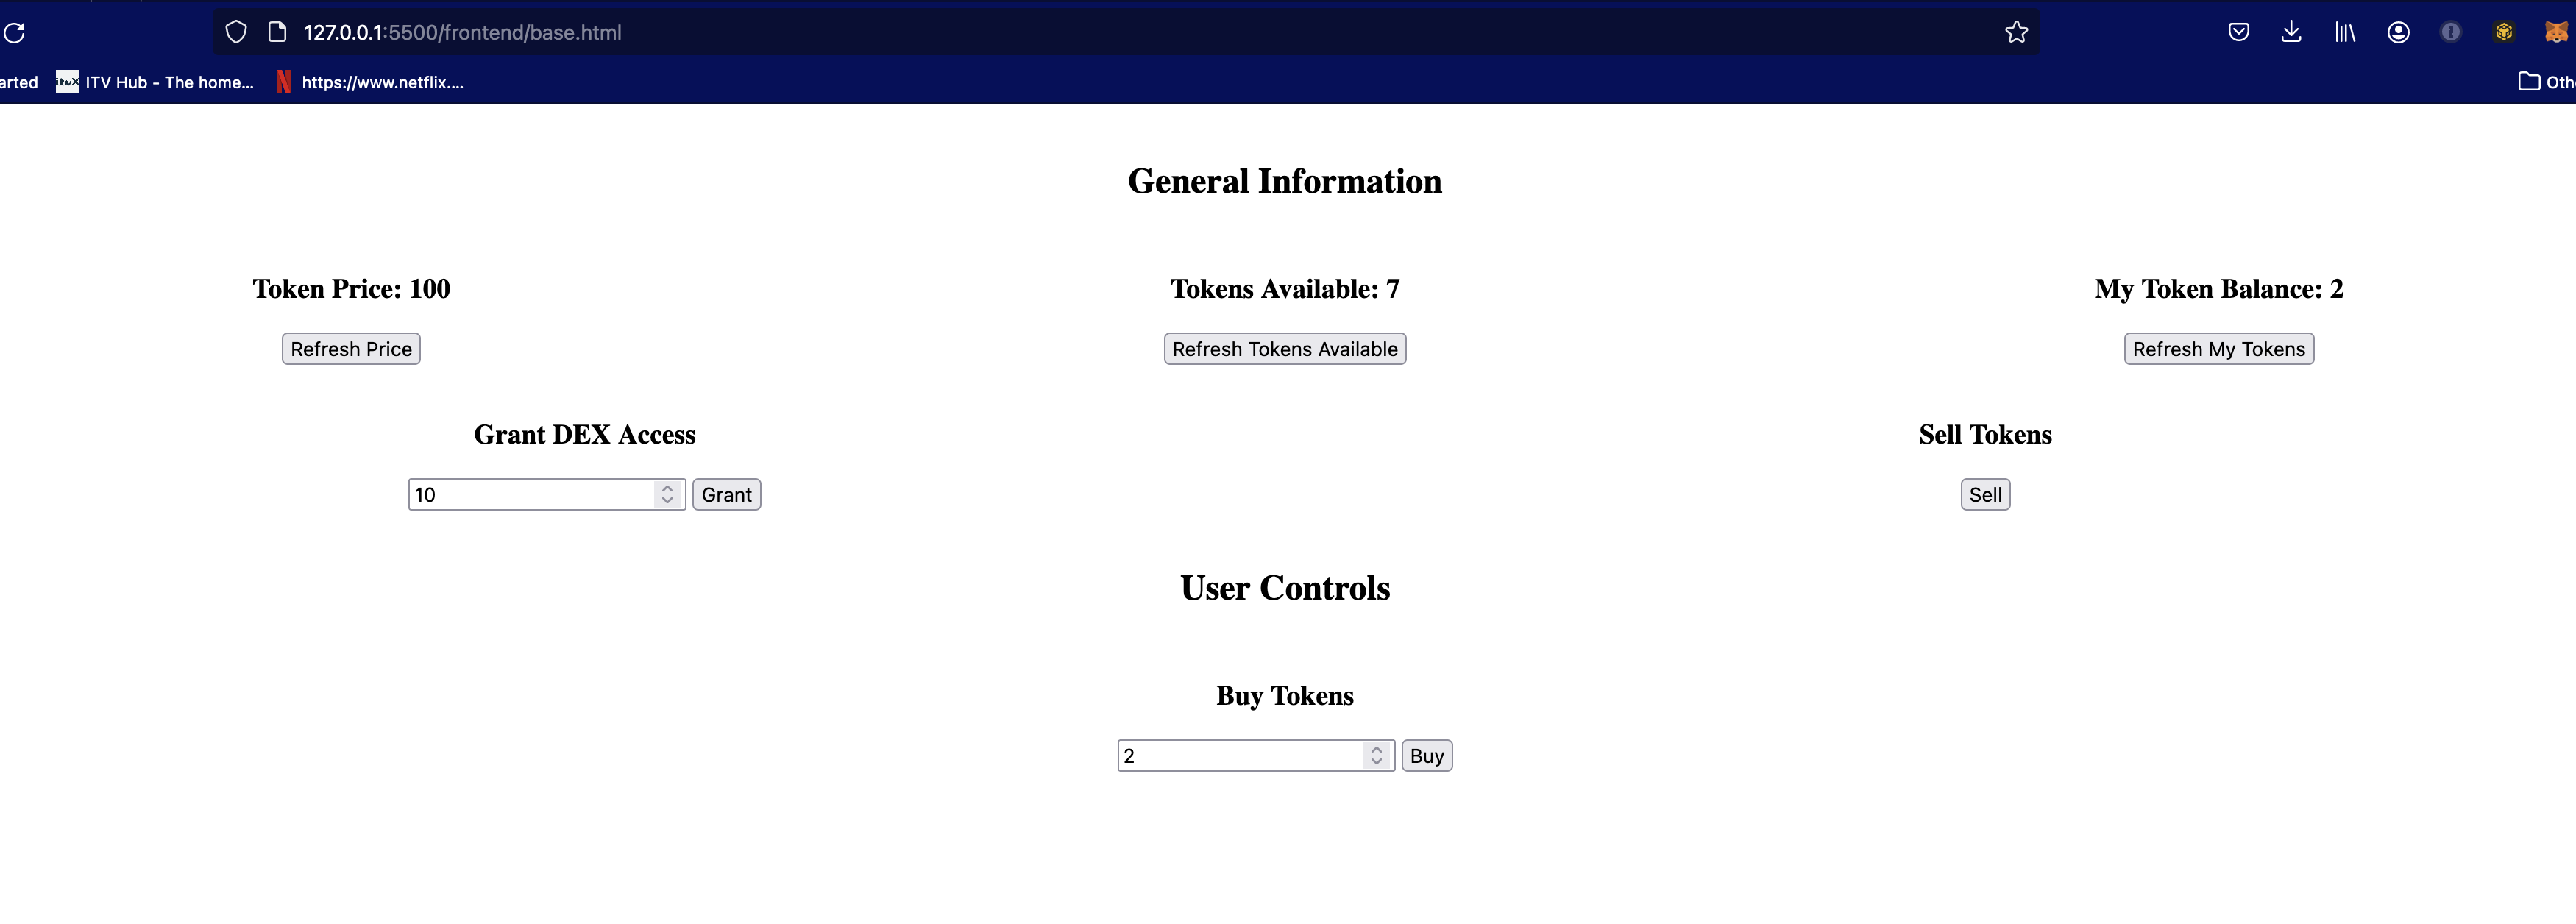 127.0.0.1:5500/frontend/base.html
arted ITV Hub - The home... https://www.netflix.... Oth
General Information
Token Price: 100 Tokens Available: 7 My Token Balance: 2
Refresh Price Refresh Tokens Available Refresh My Tokens
Grant DEX Access Sell Tokens
10 Grant Sell
User Controls
Buy Tokens
2 Buy